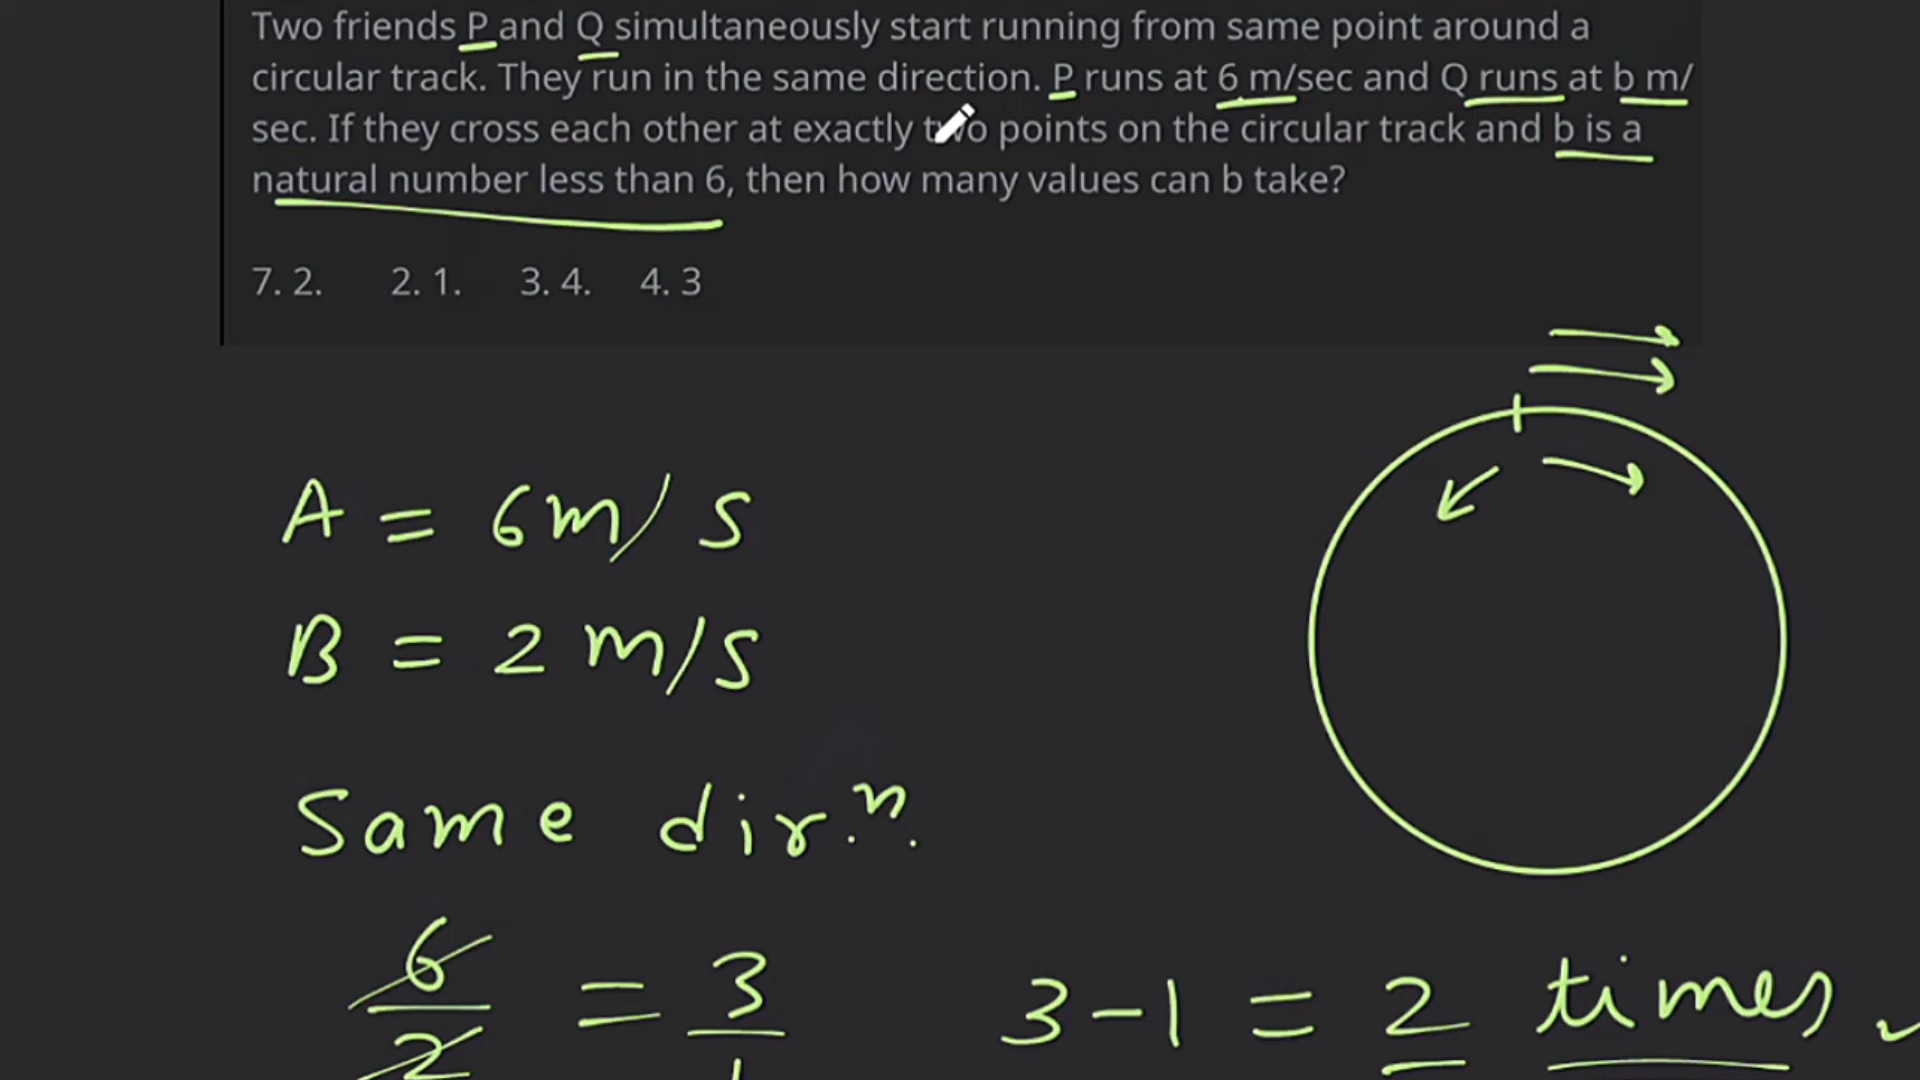 Two friends P and Q simultaneously start running from same point around a
circular track. They run in the same direction. P runs at 6 m/sec and Q runs at b m/
sec. If they cross each other at exactly two points on the circular track and b is a
natural number less than 6, then how many values can b take?
7. 2. 2. 1. 3. 4. 4. 3
A = 6m/s
B = 2 m/s
Same dir.n.
6/2 = 3/1 3-1 = 2 times